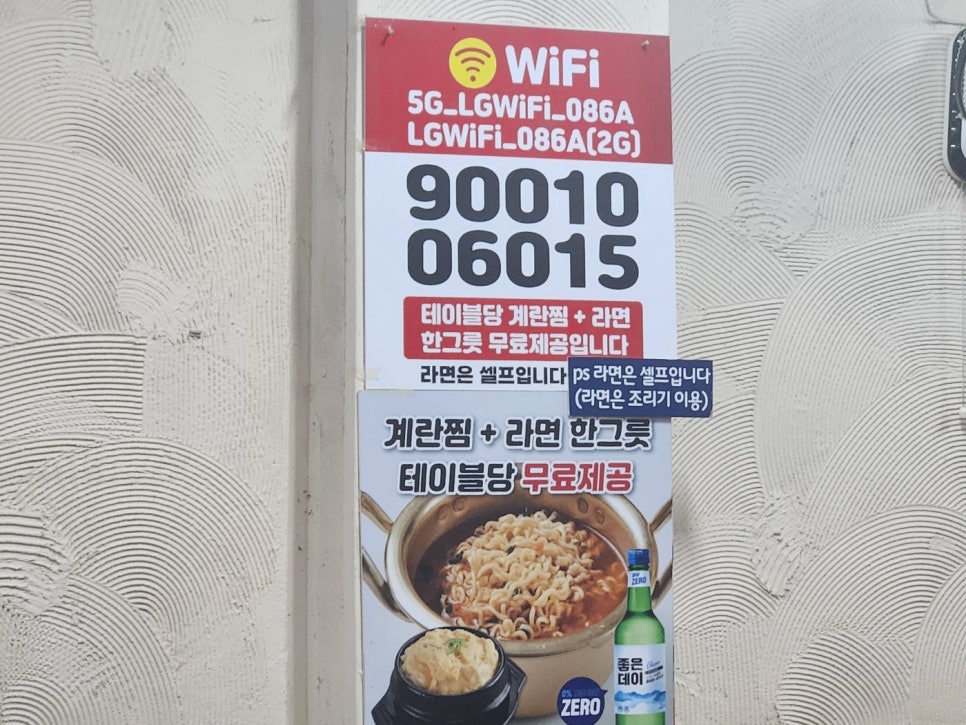 WiFi
5G_LGWiFi_086A
LGWiFi_086A(2G)
90010
06015
테이블당 계란찜 + 라면
한그릇 무료제공입니다
라면은 셀프입니다
ps 라면은 셀프입니다
(라면은 조리기 이용)
계란찜 + 라면 한그릇
테이블당 무료제공
ZERO
좋은
데이
ZERO